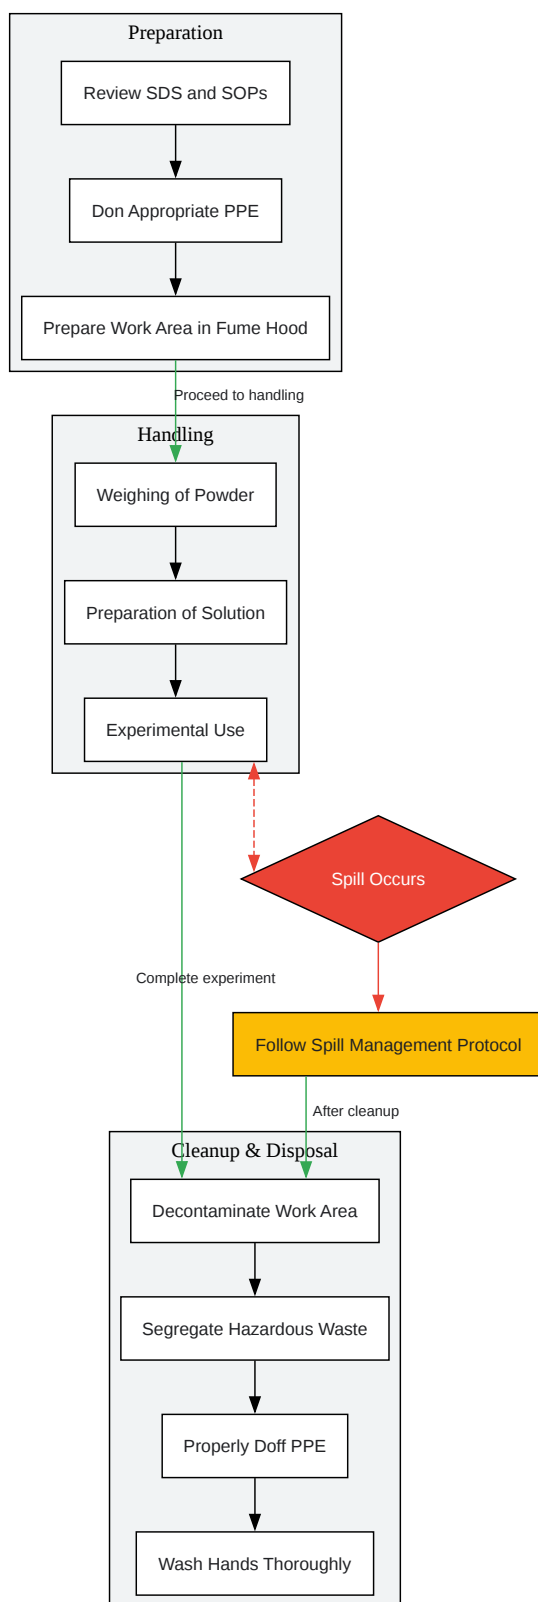 Preparation
Review SDS and SOPs
Don Appropriate PPE
Prepare Work Area in Fume Hood
Proceed to handling
Handling
Weighing of Powder
Preparation of Solution
Experimental Use
Spill Occurs
Complete experiment
Follow Spill Management Protocol
After cleanup
Cleanup & Disposal
Decontaminate Work Area
Segregate Hazardous Waste
Properly Doff PPE
Wash Hands Thoroughly